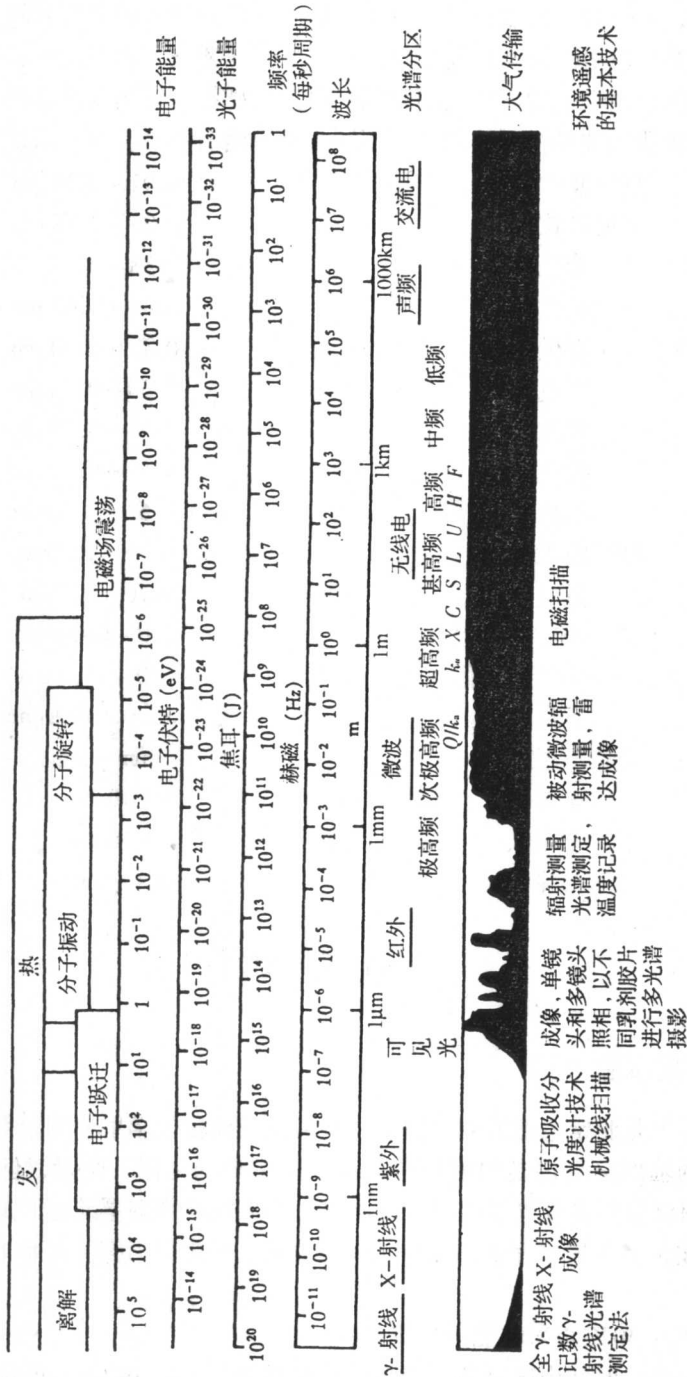 发 热
离解 电子跃迁 分子振动 分子旋转 电磁场震荡
10⁵ 10⁴ 10³ 10² 10¹ 1 10⁻¹ 10⁻² 10⁻³ 10⁻⁴ 10⁻⁵ 10⁻⁶ 10⁻⁷ 10⁻⁸ 10⁻⁹ 10⁻¹⁰ 10⁻¹¹ 10⁻¹² 10⁻¹³ 10⁻¹⁴ 电子能量
电子伏特(eV)
10⁻¹⁴ 10⁻¹⁵ 10⁻¹⁶ 10⁻¹⁷ 10⁻¹⁸ 10⁻¹⁹ 10⁻²⁰ 10⁻²¹ 10⁻²² 10⁻²³ 10⁻²⁴ 10⁻²⁵ 10⁻²⁶ 10⁻²⁷ 10⁻²⁸ 10⁻²⁹ 10⁻³⁰ 10⁻³¹ 10⁻³² 10⁻³³ 光子能量
焦耳(J)
10²⁰ 10¹⁹ 10¹⁸ 10¹⁷ 10¹⁶ 10¹⁵ 10¹⁴ 10¹³ 10¹² 10¹¹ 10¹⁰ 10⁹ 10⁸ 10⁷ 10⁶ 10⁵ 10⁴ 10³ 10² 10¹ 1 频率
(每秒周期)
赫磁 (Hz)
10⁻¹¹ 10⁻¹⁰ 10⁻⁹ 10⁻⁸ 10⁻⁷ 10⁻⁶ 10⁻⁵ 10⁻⁴ 10⁻³ 10⁻² 10⁻¹ 10⁰ 10¹ 10² 10³ 10⁴ 10⁵ 10⁶ 10⁷ 10⁸ 波长
m
1nm 1μm 1mm 1m 1km 1000km
γ-射线 X-射线 紫外 可见光 红外 微波 无线电 声频 交流电 光谱分区
极高频 次极高频 超高频 甚高频 高频 中频 低频
Q/kₐ kᵤ X C S L U H F
大气传输
全γ-射线
记数γ-
射线光谱
测定法
X-射线
成像
原子吸收分
光度计技术
机械线扫描
成像,单镜
头和多镜头
照相,以不
同乳剂胶片
进行多光谱
摄影
辐射测量
光谱测定,
温度记录
被动微波辐
射测量,雷
达成像
电磁扫描
环境遥感
的基本技术